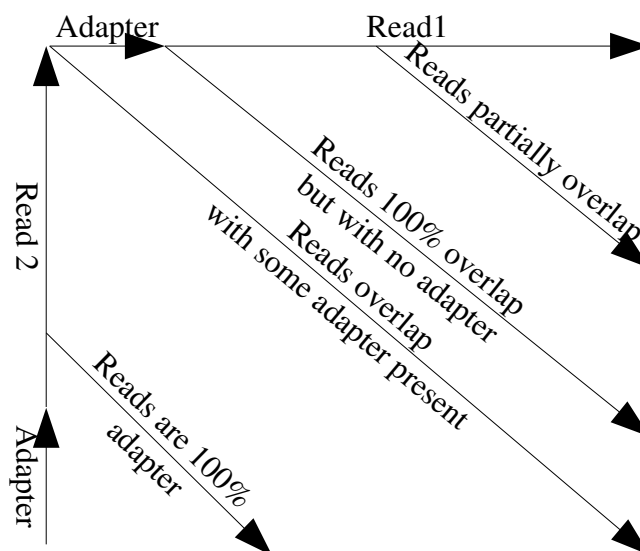 Adapter
Read1
Reads partially overlap
Reads 100% overlap
but with no adapter
Reads overlap
with some adapter present
Read 2
Reads are 100%
adapter
Adapter